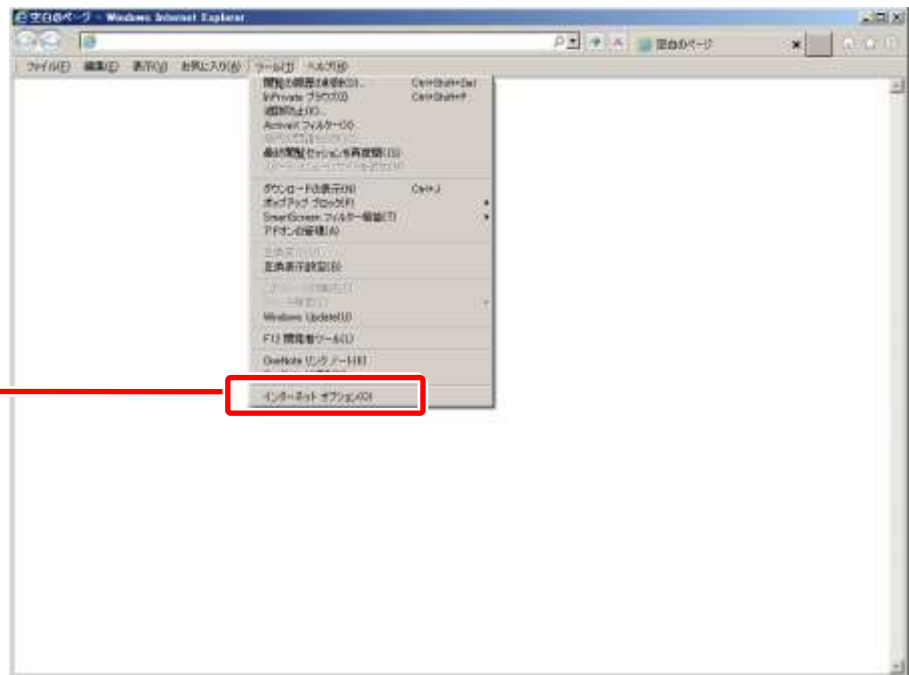 空白のページ - Windows Internet Explorer
空白のページ
ファイル(F) 編集(E) 表示(V) お気に入り(A) ツール(T) ヘルプ(H)
閲覧の履歴の削除(D)... Ctrl+Shift+Del
InPrivate ブラウズ(I) Ctrl+Shift+P
追跡防止(K)...
ActiveX フィルター(X)
最終閲覧セッションを再度開く(S)
ダウンロードの表示(N) Ctrl+J
ポップアップ ブロック(P)
SmartScreen フィルター機能(T)
アドオンの管理(A)
互換表示(V)
互換表示設定(B)
Windows Update(U)
F12 開発者ツール(L)
OneNote リンク ノート(K)
インターネット オプション(O)